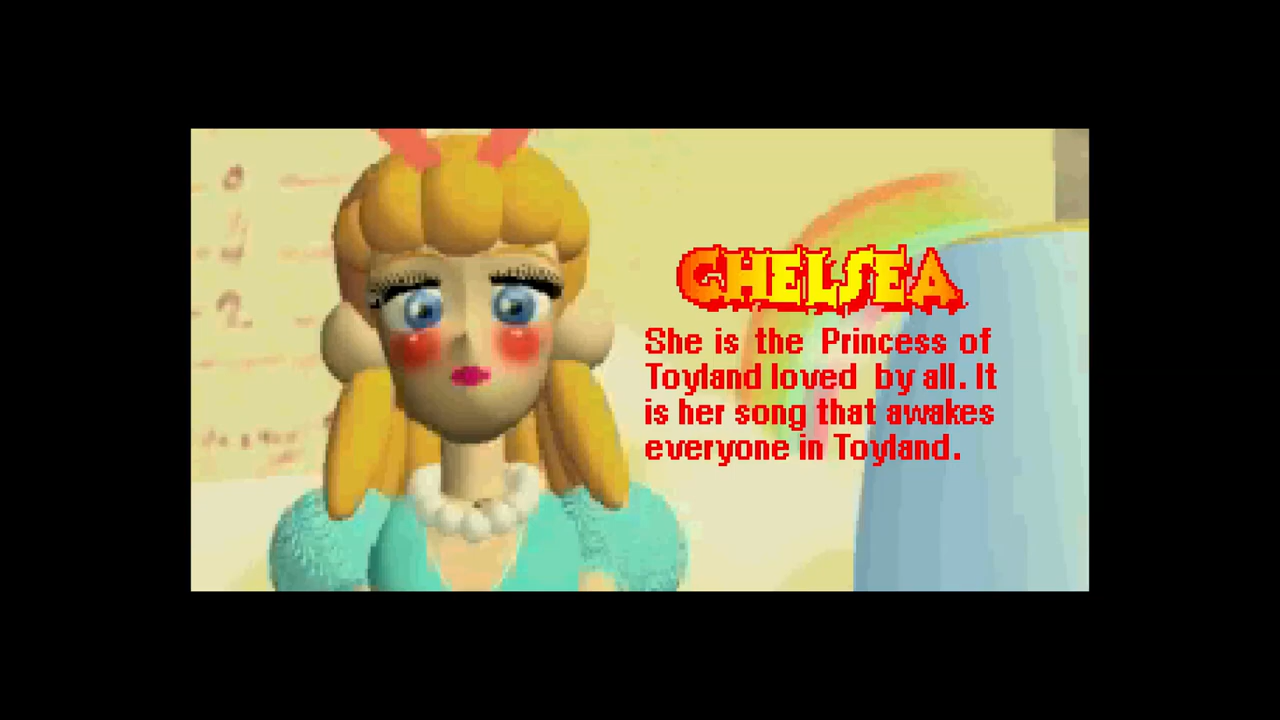 CHELSEA
She is the Princess of
Toyland loved by all. It
is her song that awakes
everyone in Toyland.